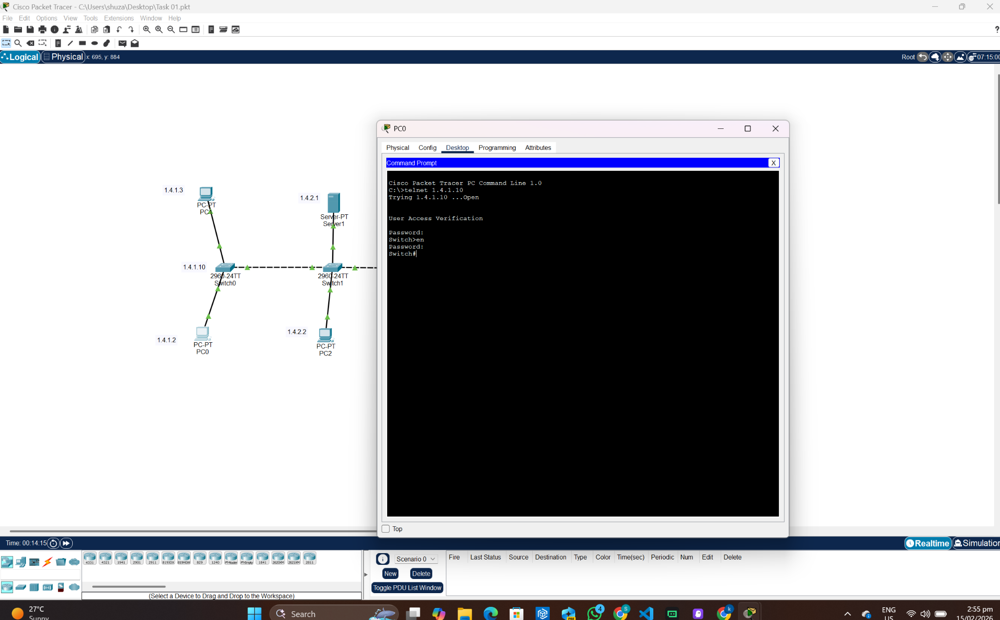 Cisco Packet Tracer - C:\Users\shuza\Desktop\Task 01.pkt
File Edit Options View Tools Extensions Window Help
?
Logical Physical x: 695, y: 884
Root 07:15:00
PC0
Physical Config Desktop Programming Attributes
Command Prompt X
Cisco Packet Tracer PC Command Line 1.0
C:\>telnet 1.4.1.10
Trying 1.4.1.10 ...Open
User Access Verification
Password:
Switch>en
Password:
Switch#
Top
1.4.1.3
PC-PT
1.4.2.1
Server-PT
Server1
1.4.1.10
2960-24TT
Switch0
2960-24TT
Switch1
1.4.1.2
PC-PT
PC0
1.4.2.2
PC-PT
PC2
Time: 00:14:15
Realtime Simulation
4331 4321 1941 2901 2911 819IOX 819HGW 829 1240 PT-Router PT-Empty 1841 2620XM 2621XM 2811
(Select a Device to Drag and Drop to the Workspace)
Scenario 0
New Delete
Toggle PDU List Window
Fire Last Status Source Destination Type Color Time(sec) Periodic Num Edit Delete
27°C
Sunny
Search
PRE
4
S
k
ENG
US
2:55 pm
15/02/2026